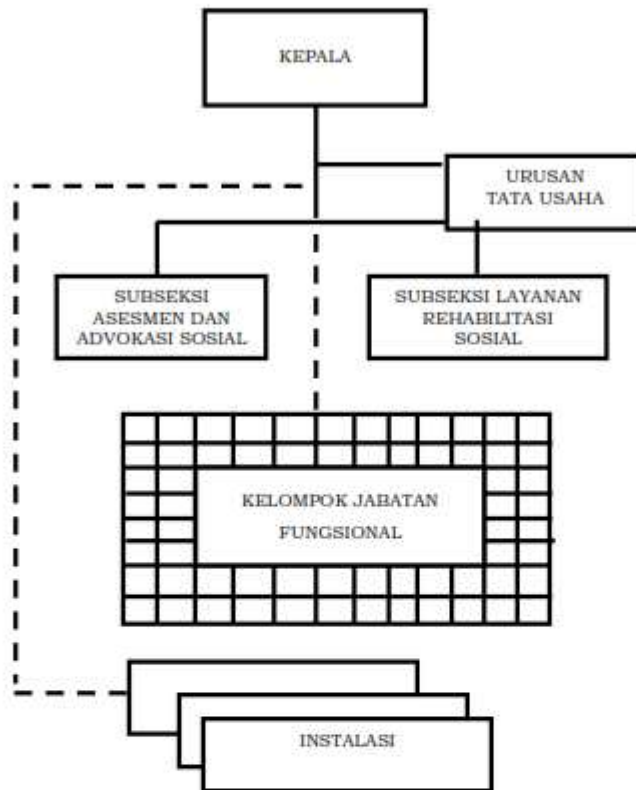 KEPALA
URUSAN
TATA USAHA
SUBSEKSI
ASESMEN DAN
ADVOKASI SOSIAL
SUBSEKSI LAYANAN
REHABILITASI
SOSIAL
KELOMPOK JABATAN
FUNGSIONAL
INSTALASI